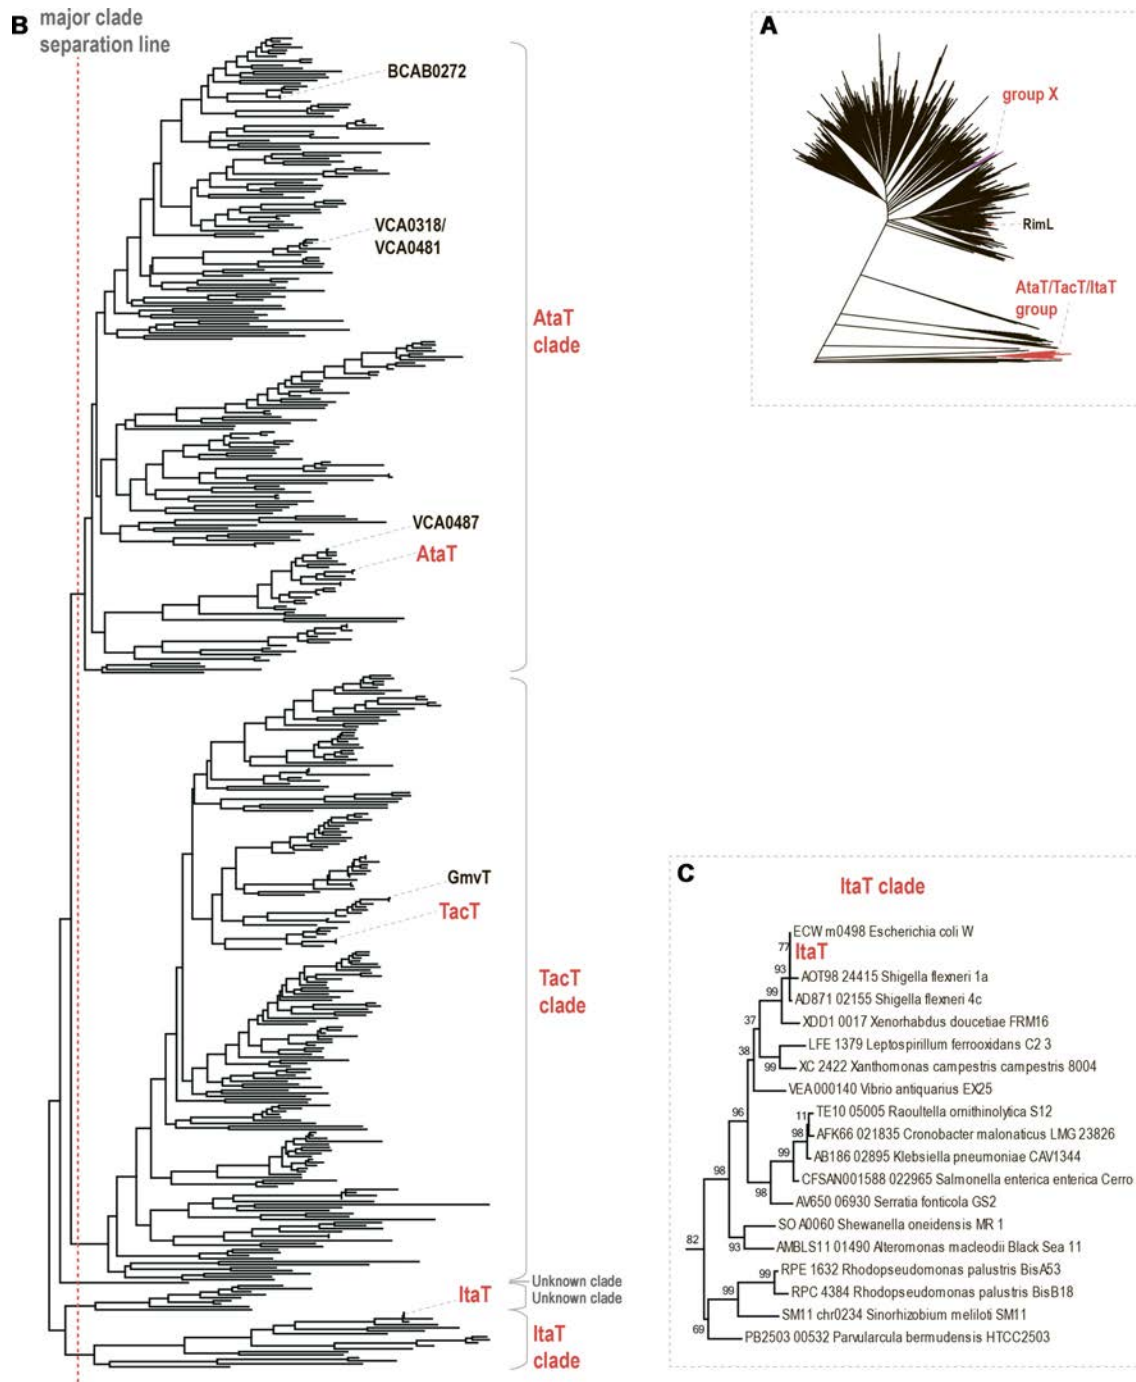 B
major clade
separation line
BCAB0272
VCA0318/
VCA0481
AtaT
clade
VCA0487
AtaT
GmvT
TacT
TacT
clade
Unknown clade
Unknown clade
ItaT
ItaT
clade
A
group X
RimL
AtaT/TacT/ItaT
group
C
ItaT clade
ECW m0498 Escherichia coli W
77
ItaT
93
AOT98 24415 Shigella flexneri 1a
99
AD871 02155 Shigella flexneri 4c
37
XDD1 0017 Xenorhabdus doucetiae FRM16
LFE 1379 Leptospirillum ferrooxidans C2 3
38
99
XC 2422 Xanthomonas campestris campestris 8004
VEA000140 Vibrio antiquarius EX25
96
11
TE10 05005 Raoultella ornithinolytica S12
98
AFK66 021835 Cronobacter malonaticus LMG 23826
99
AB186 02895 Klebsiella pneumoniae CAV1344
98
CFSAN001588 022965 Salmonella enterica enterica Cerro
98
AV650 06930 Serratia fonticola GS2
SO A0060 Shewanella oneidensis MR 1
82
93
AMBLS11 01490 Alteromonas macleodii Black Sea 11
99
RPE 1632 Rhodopseudomonas palustris BisA53
99
RPC 4384 Rhodopseudomonas palustris BisB18
SM11 chr0234 Sinorhizobium meliloti SM11
69
PB2503 00532 Parvularcula bermudensis HTCC2503